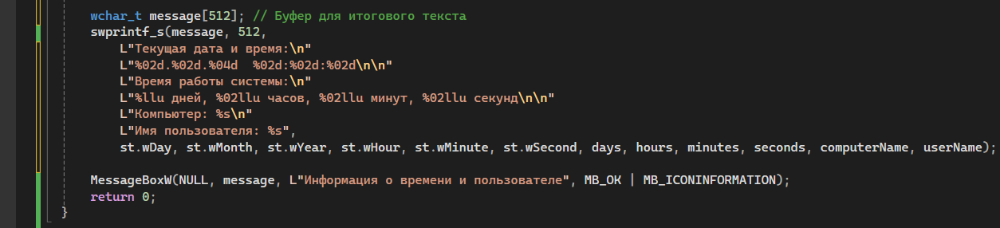 wchar_t message[512]; // Буфер для итогового текста
swprintf_s(message, 512,
L"Текущая дата и время:\n"
L"%02d.%02d.%04d  %02d:%02d:%02d\n\n"
L"Время работы системы:\n"
L"%llu дней, %02llu часов, %02llu минут, %02llu секунд\n\n"
L"Компьютер: %s\n"
L"Имя пользователя: %s",
st.wDay, st.wMonth, st.wYear, st.wHour, st.wMinute, st.wSecond, days, hours, minutes, seconds, computerName, userName);
MessageBoxW(NULL, message, L"Информация о времени и пользователе", MB_OK | MB_ICONINFORMATION);
return 0;
}